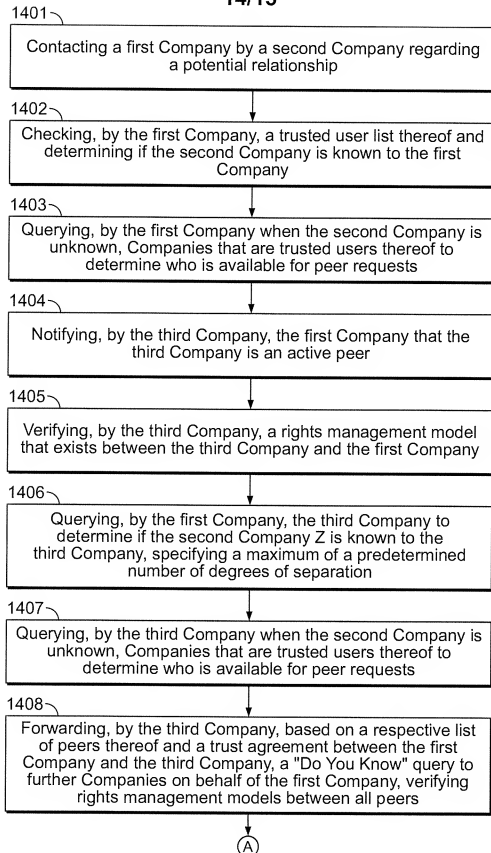 14/15
1401
Contacting a first Company by a second Company regarding
a potential relationship
1402
Checking, by the first Company, a trusted user list thereof and
determining if the second Company is known to the first
Company
1403
Querying, by the first Company when the second Company is
unknown, Companies that are trusted users thereof to
determine who is available for peer requests
1404
Notifying, by the third Company, the first Company that the
third Company is an active peer
1405
Verifying, by the third Company, a rights management model
that exists between the third Company and the first Company
1406
Querying, by the first Company, the third Company to
determine if the second Company Z is known to the
third Company, specifying a maximum of a predetermined
number of degrees of separation
1407
Querying, by the third Company when the second Company is
unknown, Companies that are trusted users thereof to
determine who is available for peer requests
1408
Forwarding, by the third Company, based on a respective list
of peers thereof and a trust agreement between the first
Company and the third Company, a "Do You Know" query to
further Companies on behalf of the first Company, verifying
rights management models between all peers
A